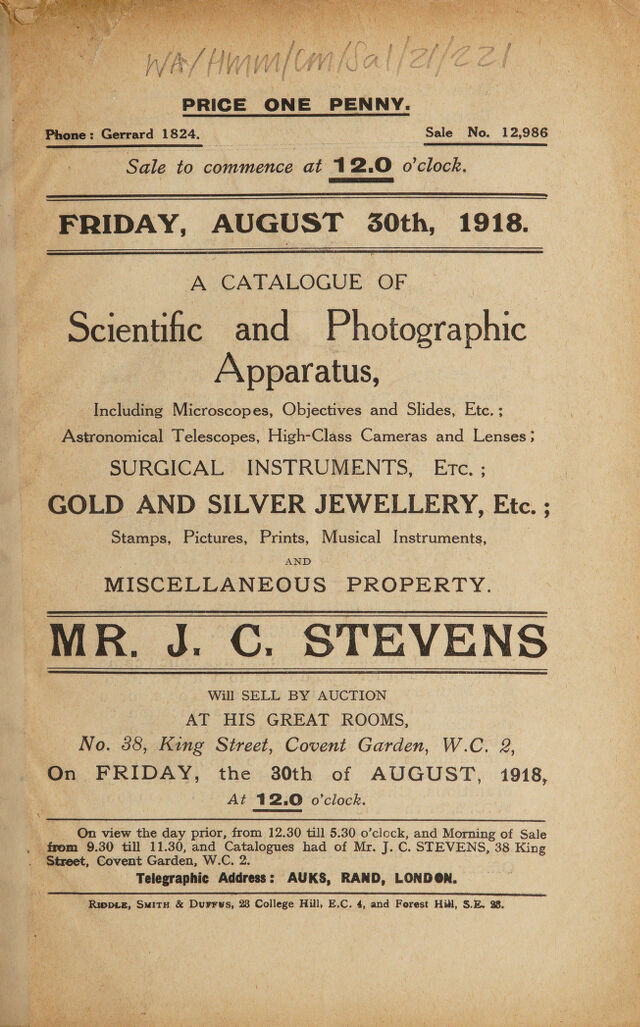 WA/Hmm/Cm/Sal/21/221
PRICE ONE PENNY.
Phone: Gerrard 1824. Sale No. 12,986
Sale to commence at 12.0 o'clock.
FRIDAY, AUGUST 30th, 1918.
A CATALOGUE OF
Scientific and Photographic
Apparatus,
Including Microscopes, Objectives and Slides, Etc.;
Astronomical Telescopes, High-Class Cameras and Lenses;
SURGICAL INSTRUMENTS, Etc.;
GOLD AND SILVER JEWELLERY, Etc.;
Stamps, Pictures, Prints, Musical Instruments,
AND
MISCELLANEOUS PROPERTY.
MR. J. C. STEVENS
Will SELL BY AUCTION
AT HIS GREAT ROOMS,
No. 38, King Street, Covent Garden, W.C. 2,
On FRIDAY, the 30th of AUGUST, 1918,
At 12.0 o'clock.
On view the day prior, from 12.30 till 5.30 o'clock, and Morning of Sale
from 9.30 till 11.30, and Catalogues had of Mr. J. C. STEVENS, 38 King
Street, Covent Garden, W.C. 2.
Telegraphic Address: AUKS, RAND, LONDON.
RIDDLE, SMITH & DUFFUS, 23 College Hill, E.C. 4, and Forest Hill, S.E. 23.